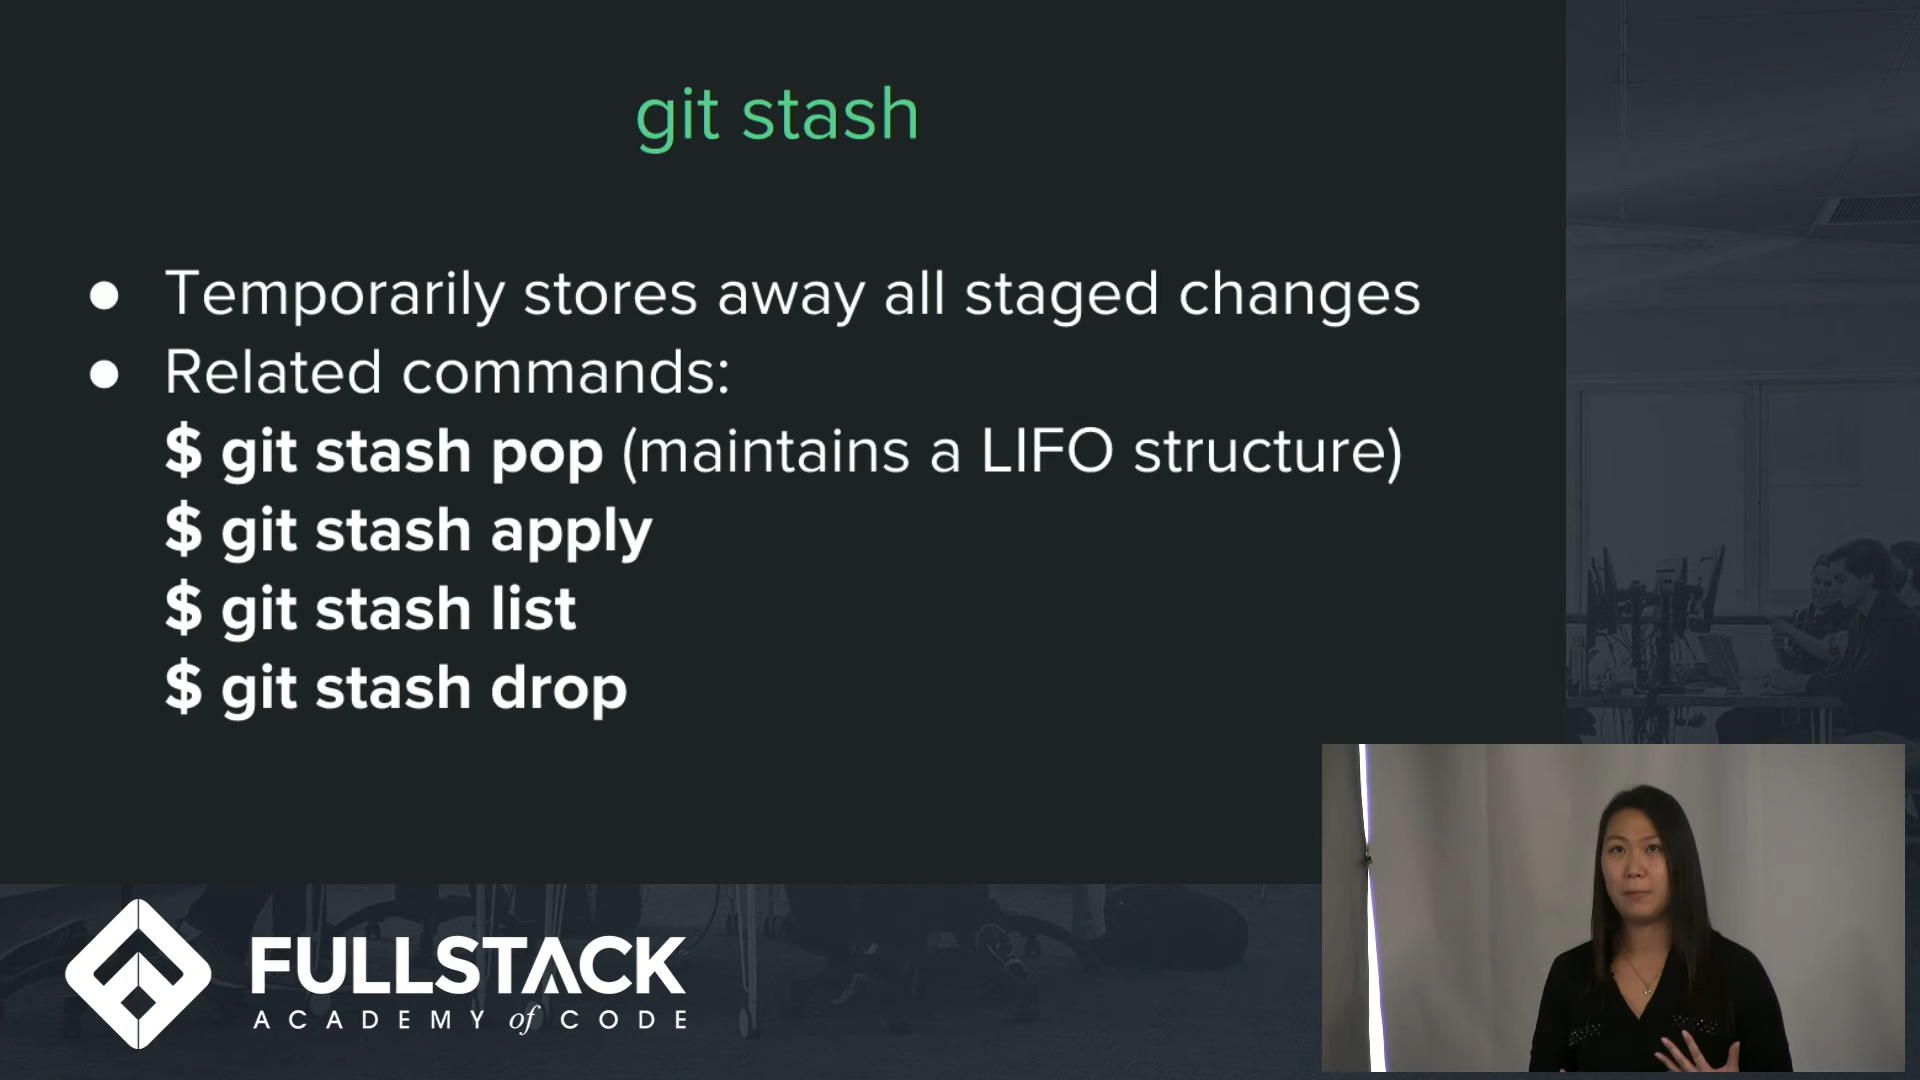 git stash
● Temporarily stores away all staged changes
● Related commands:
$ git stash pop (maintains a LIFO structure)
$ git stash apply
$ git stash list
$ git stash drop
FULLSTACK
ACADEMY of CODE